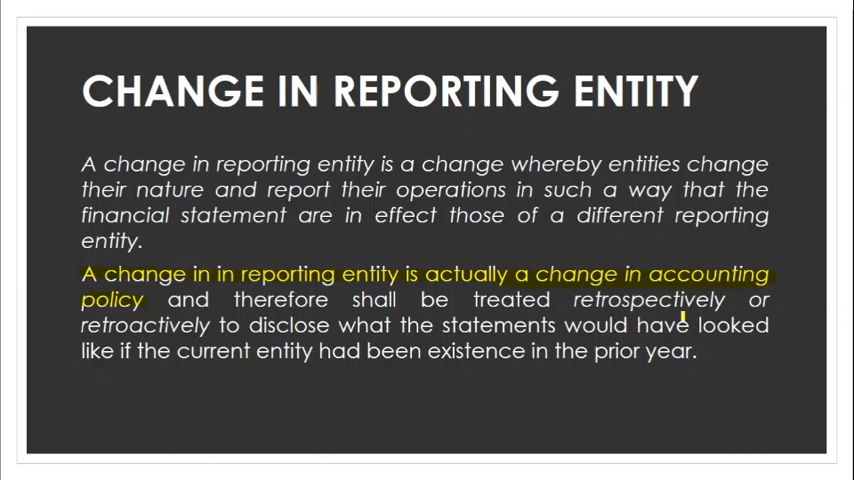 CHANGE IN REPORTING ENTITY
A change in reporting entity is a change whereby entities change
their nature and report their operations in such a way that the
financial statement are in effect those of a different reporting
entity.
A change in in reporting entity is actually a change in accounting
policy and therefore shall be treated retrospectively or
retroactively to disclose what the statements would have looked
like if the current entity had been existence in the prior year.